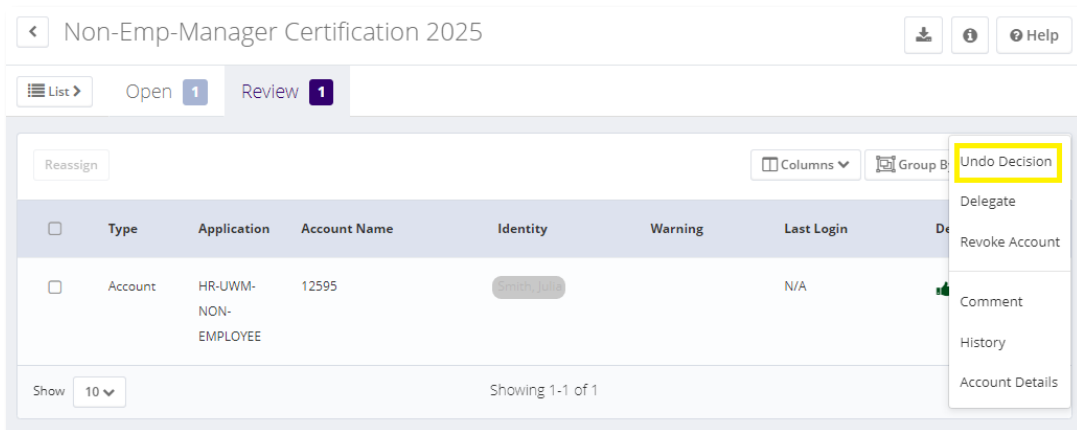 Non-Emp-Manager Certification 2025
Help
List
Open 1
Review 1
Reassign
Columns
Group B
Undo Decision
Delegate
Revoke Account
Comment
History
Account Details
Type Application Account Name Identity Warning Last Login De
Account HR-UWM- 12595 Smith, Julia N/A
NON-
EMPLOYEE
Show 10 Showing 1-1 of 1